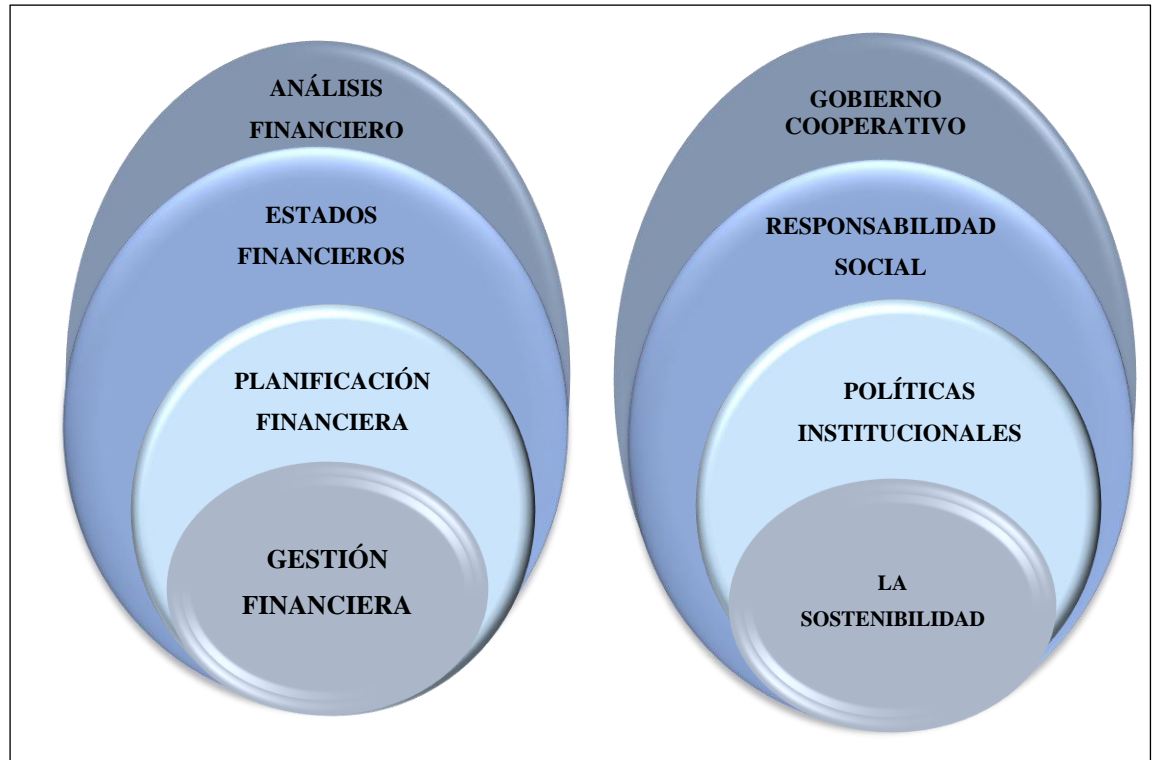 ANÁLISIS
FINANCIERO
ESTADOS
FINANCIEROS
PLANIFICACIÓN
FINANCIERA
GESTIÓN
FINANCIERA
GOBIERNO
COOPERATIVO
RESPONSABILIDAD
SOCIAL
POLÍTICAS
INSTITUCIONALES
LA
SOSTENIBILIDAD